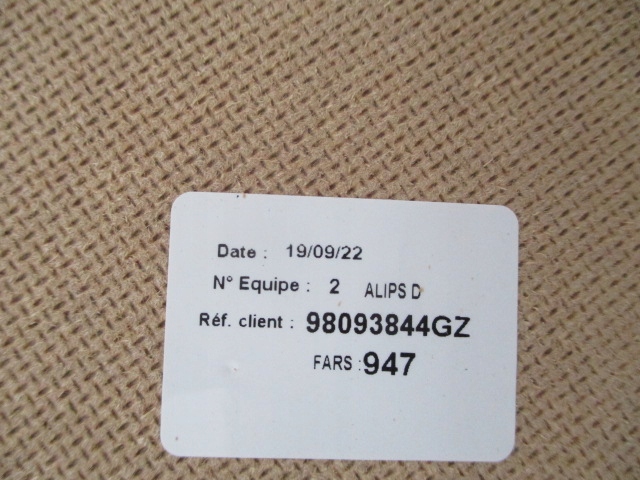 Date : 19/09/22
N° Equipe : 2 ALIPS D
Réf. client : 98093844GZ
FARS : 947